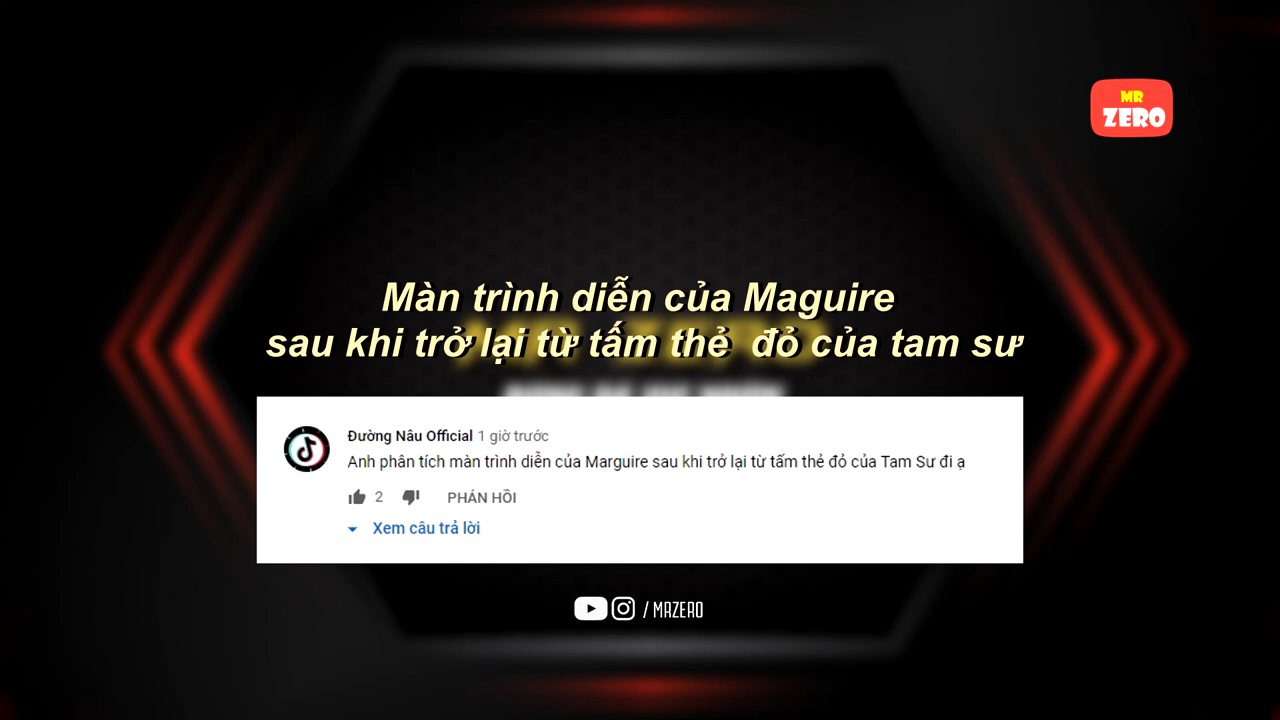 MR
ZERO
Màn trình diễn của Maguire
sau khi trở lại từ tấm thẻ đỏ của tam sư
Đường Nâu Official 1 giờ trước
Anh phân tích màn trình diễn của Marguire sau khi trở lại từ tấm thẻ đỏ của Tam Sư đi ạ
2 PHẢN HỒI
Xem câu trả lời
/ MRZERO